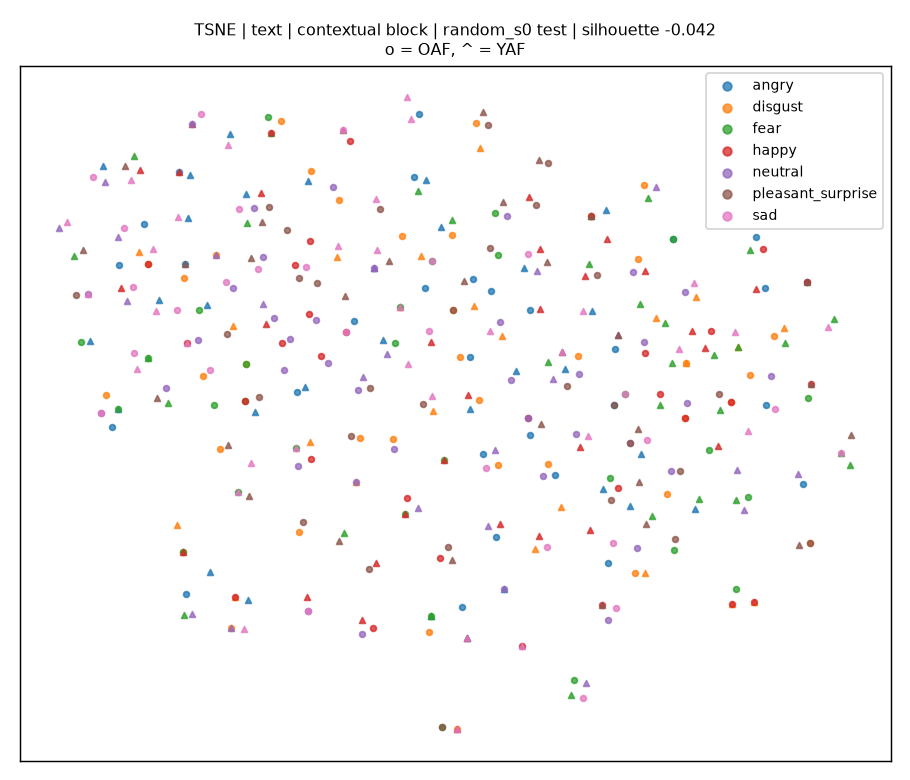 TSNE | text | contextual block | random_s0 test | silhouette -0.042
o = OAF, ^ = YAF
angry
disgust
fear
happy
neutral
pleasant_surprise
sad